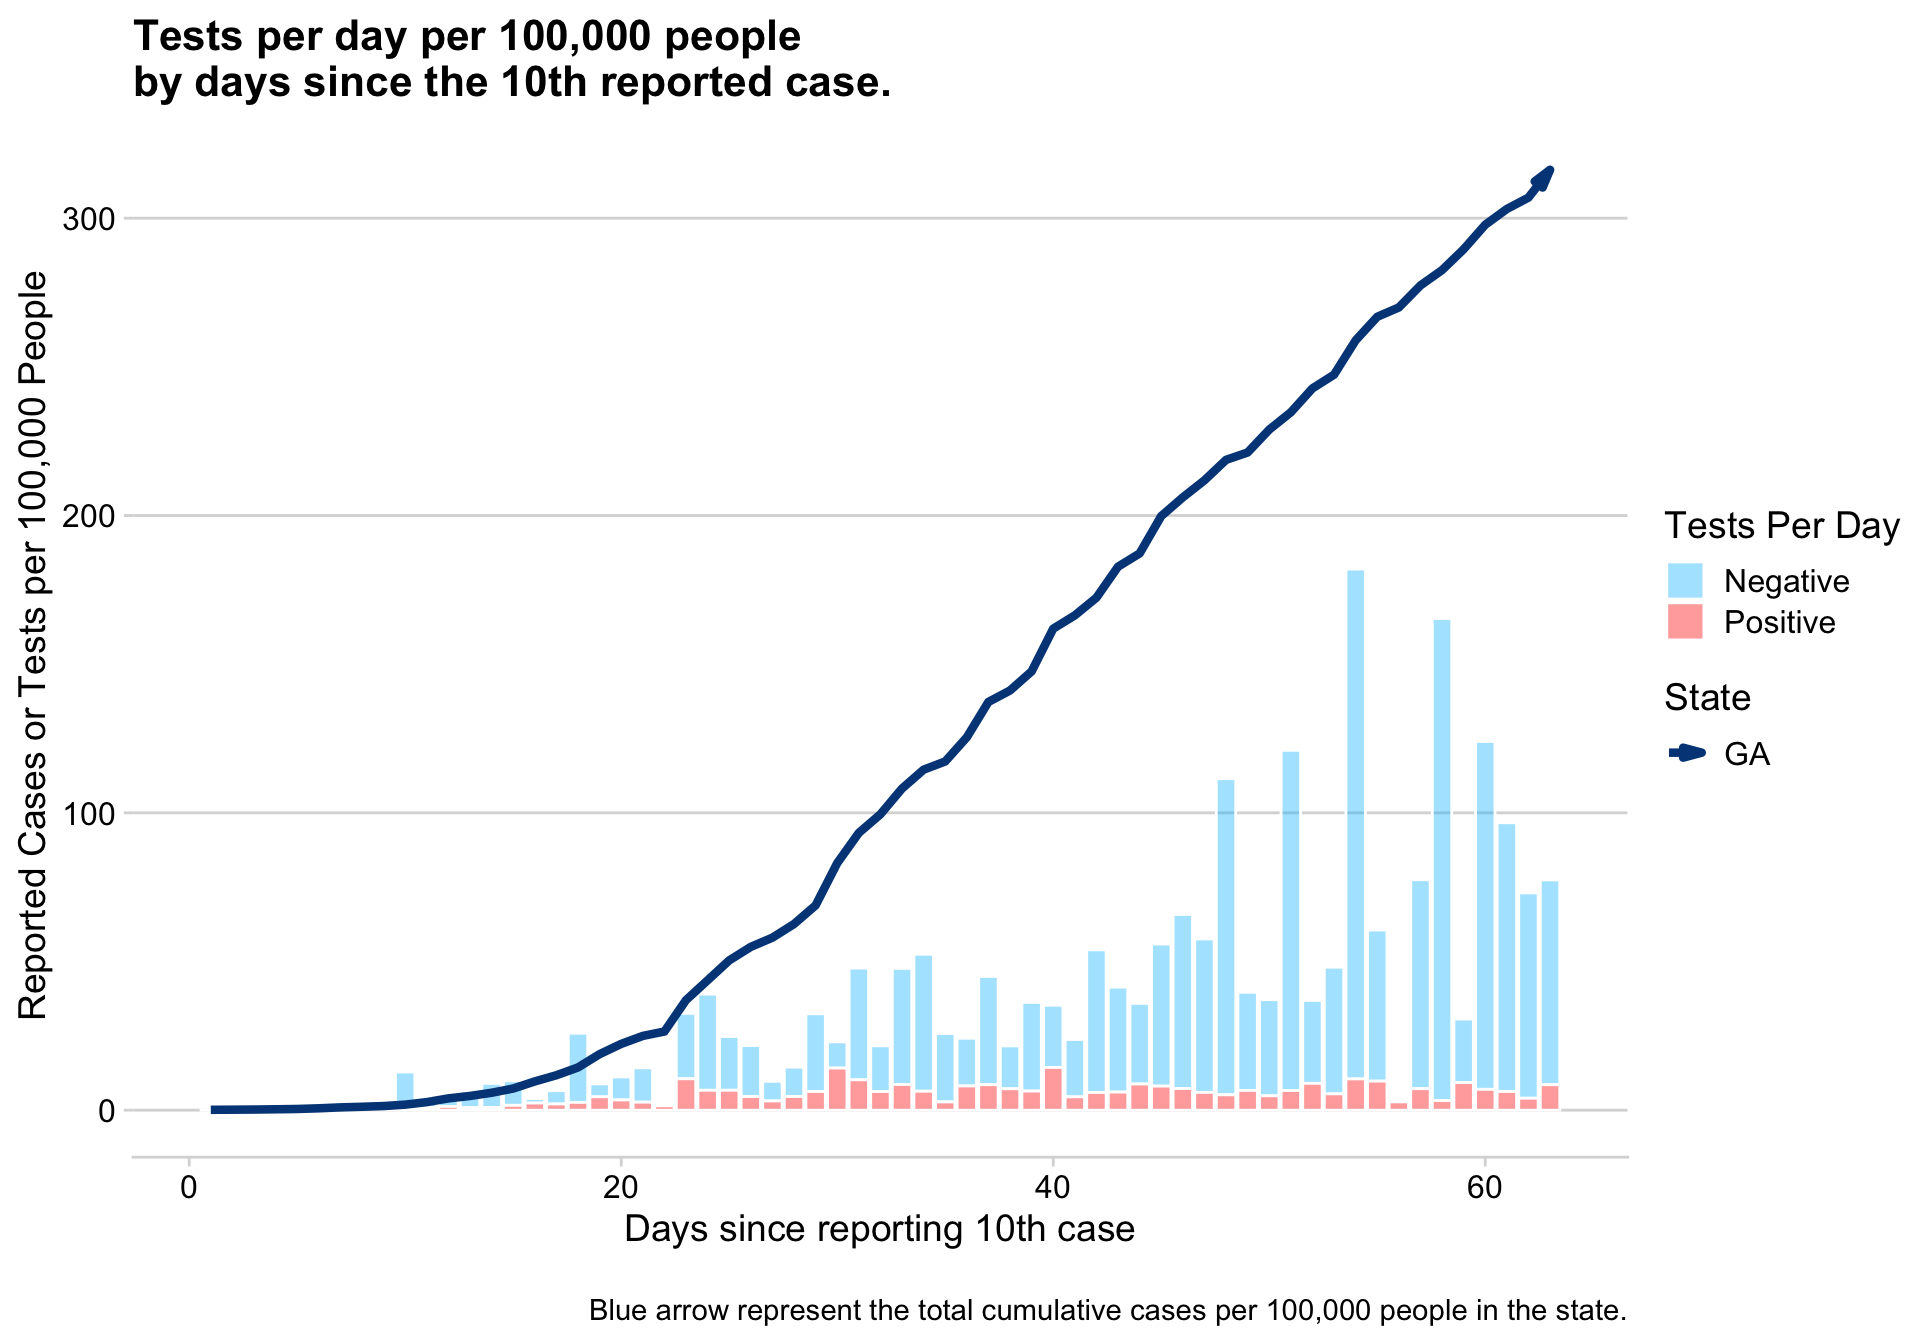 Tests per day per 100,000 people
by days since the 10th reported case.
Reported Cases or Tests per 100,000 People
300
200
100
0
0
20
40
60
Days since reporting 10th case
Tests Per Day
Negative
Positive
State
GA
Blue arrow represent the total cumulative cases per 100,000 people in the state.